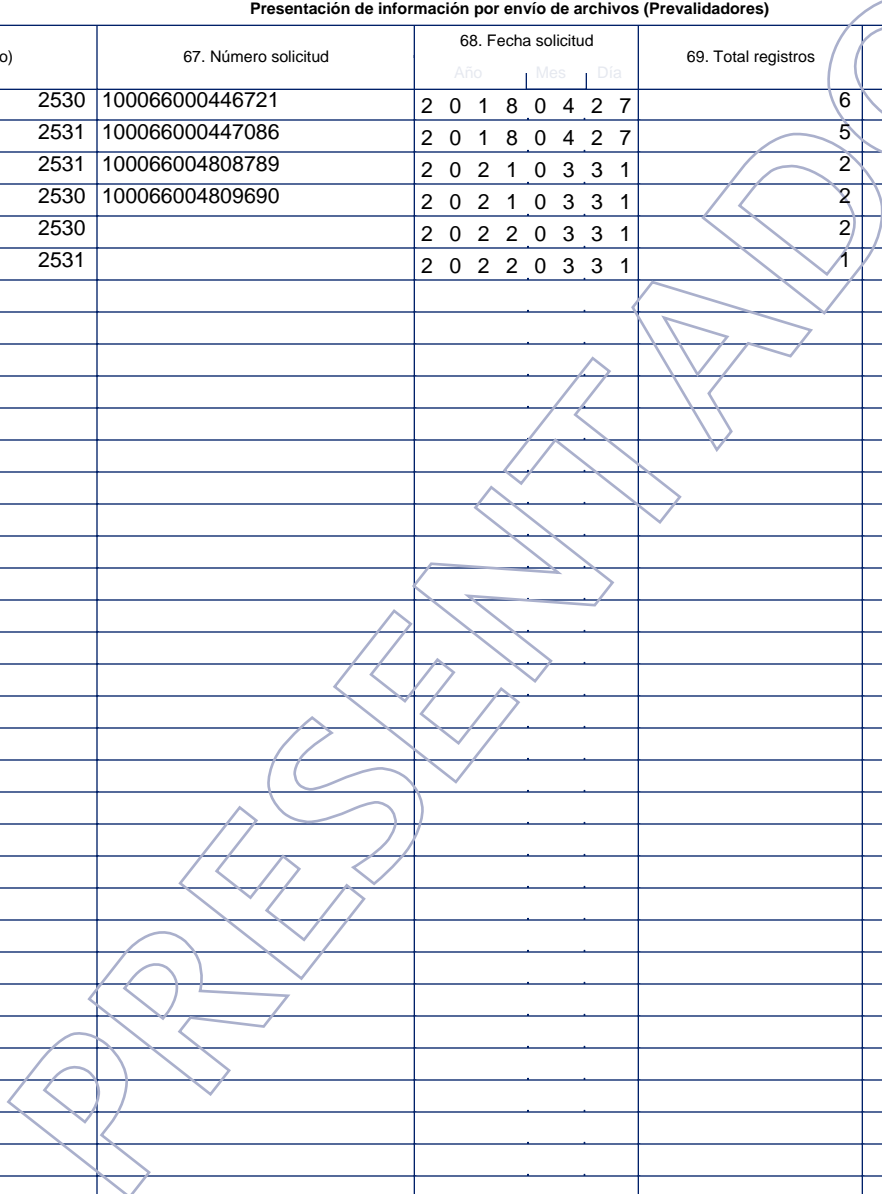 Presentación de información por envío de archivos (Prevalidadores)
o) 67. Número solicitud 68. Fecha solicitud 69. Total registros
Año Mes Día
2530 100066000446721 2 0 1 8 0 4 2 7 6
2531 100066000447086 2 0 1 8 0 4 2 7 5
2531 100066004808789 2 0 2 1 0 3 3 1 2
2530 100066004809690 2 0 2 1 0 3 3 1 2
2530 2 0 2 2 0 3 3 1 2
2531 2 0 2 2 0 3 3 1 1
PRESENTADO